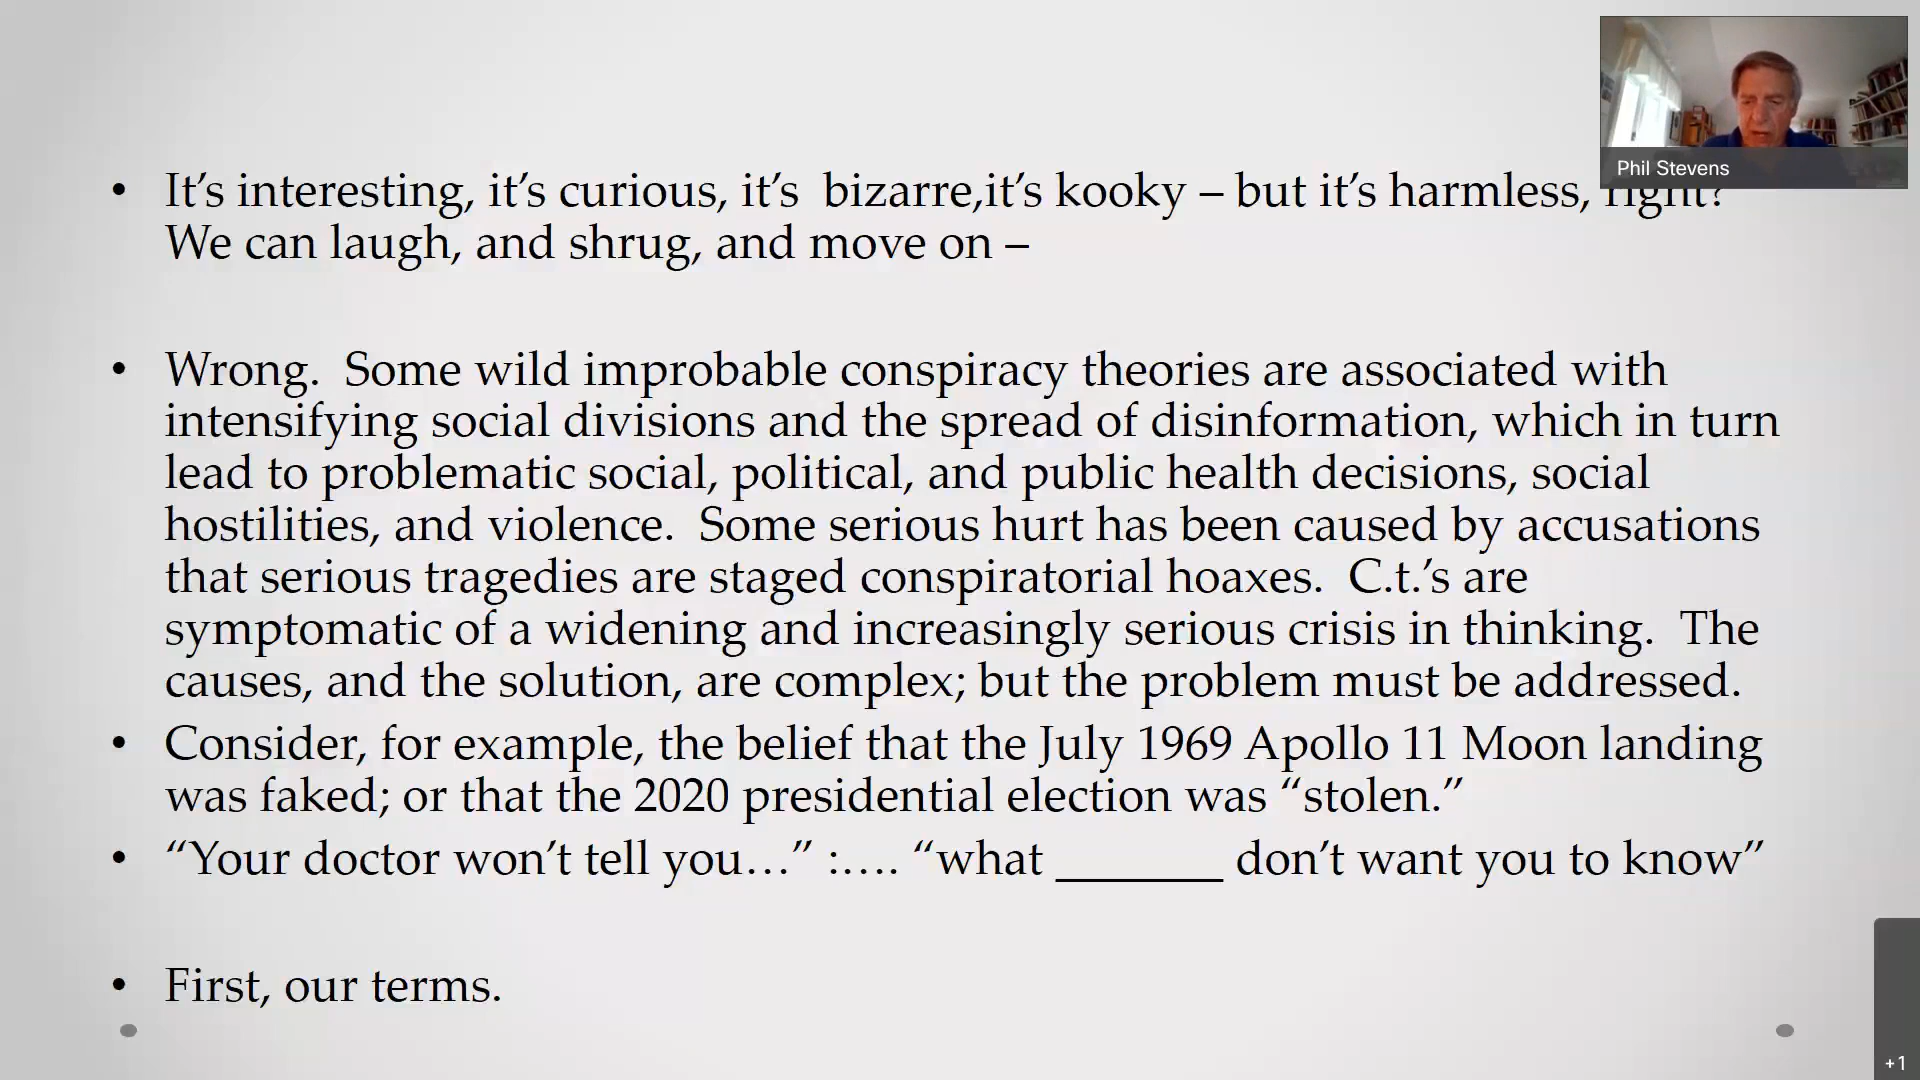 Phil Stevens
• It’s interesting, it’s curious, it’s  bizarre,it’s kooky – but it’s harmless, right?
We can laugh, and shrug, and move on –
• Wrong.  Some wild improbable conspiracy theories are associated with
intensifying social divisions and the spread of disinformation, which in turn
lead to problematic social, political, and public health decisions, social
hostilities, and violence.  Some serious hurt has been caused by accusations
that serious tragedies are staged conspiratorial hoaxes.  C.t.’s are
symptomatic of a widening and increasingly serious crisis in thinking.  The
causes, and the solution, are complex; but the problem must be addressed.
• Consider, for example, the belief that the July 1969 Apollo 11 Moon landing
was faked; or that the 2020 presidential election was “stolen.”
• “Your doctor won’t tell you…” :…. “what _______ don’t want you to know”
• First, our terms.
+1